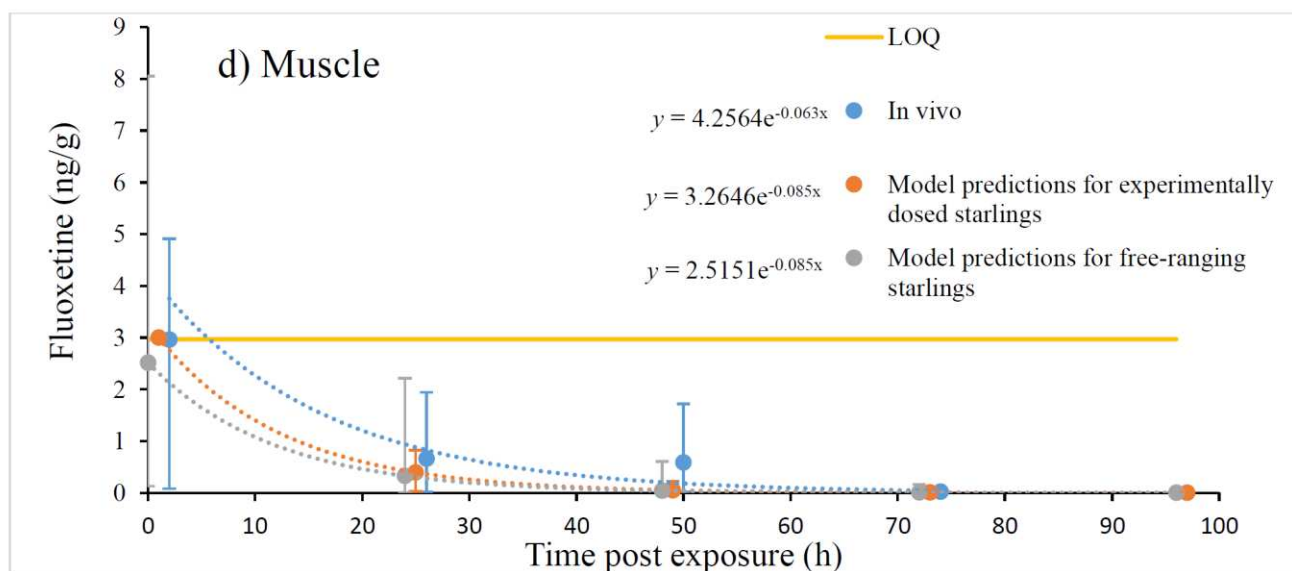 d) Muscle
LOQ
y = 4.2564e^-0.063x
In vivo
y = 3.2646e^-0.085x
Model predictions for experimentally
dosed starlings
y = 2.5151e^-0.085x
Model predictions for free-ranging
starlings
Fluoxetine (ng/g)
9
8
7
6
5
4
3
2
1
0
0 10 20 30 40 50 60 70 80 90 100
Time post exposure (h)